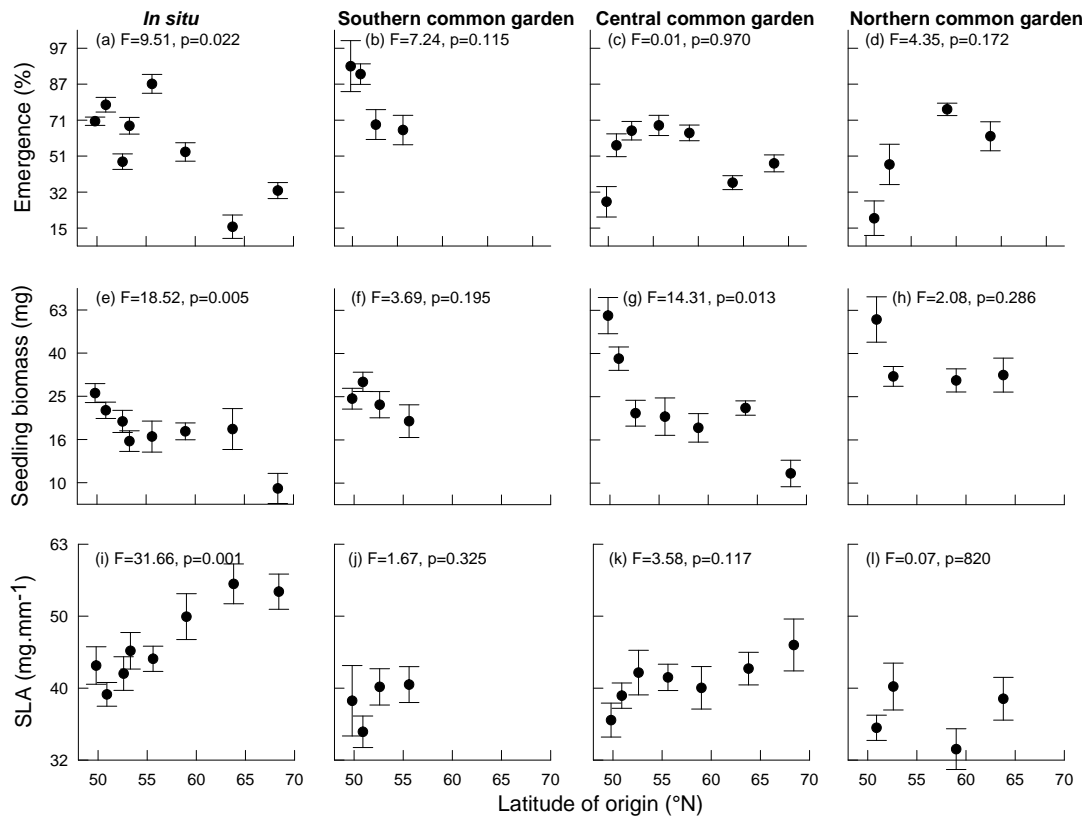 In situ Southern common garden Central common garden Northern common garden
(a) F=9.51, p=0.022 (b) F=7.24, p=0.115 (c) F=0.01, p=0.970 (d) F=4.35, p=0.172
Emergence (%)
97
87
71
51
32
15
(e) F=18.52, p=0.005 (f) F=3.69, p=0.195 (g) F=14.31, p=0.013 (h) F=2.08, p=0.286
Seedling biomass (mg)
63
40
25
16
10
(i) F=31.66, p=0.001 (j) F=1.67, p=0.325 (k) F=3.58, p=0.117 (l) F=0.07, p=820
SLA (mg.mm-1)
63
50
40
32
50 55 60 65 70 50 55 60 65 70 50 55 60 65 70 50 55 60 65 70
Latitude of origin (°N)